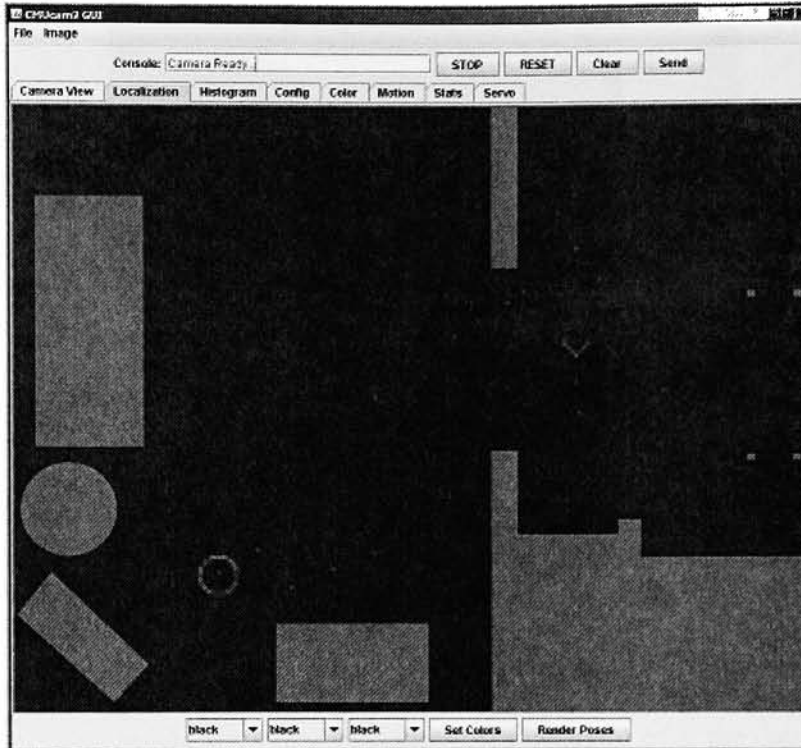 CMUcam2 GUI
File Image
Console: Camera Ready STOP RESET Clear Send
Camera View Localization Histogram Config Color Motion Stats Servo
black black black Set Colors Render Poses